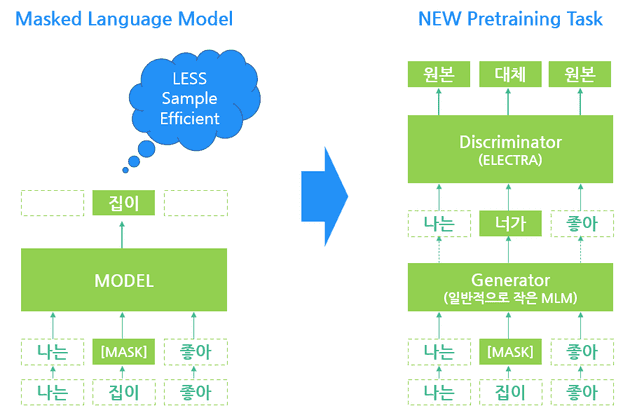 Masked Language Model
LESS
Sample
Efficient
집이
MODEL
나는 [MASK] 좋아
나는 집이 좋아
NEW Pretraining Task
원본 대체 원본
Discriminator
(ELECTRA)
나는 너가 좋아
Generator
(일반적으로 작은 MLM)
나는 [MASK] 좋아
나는 집이 좋아